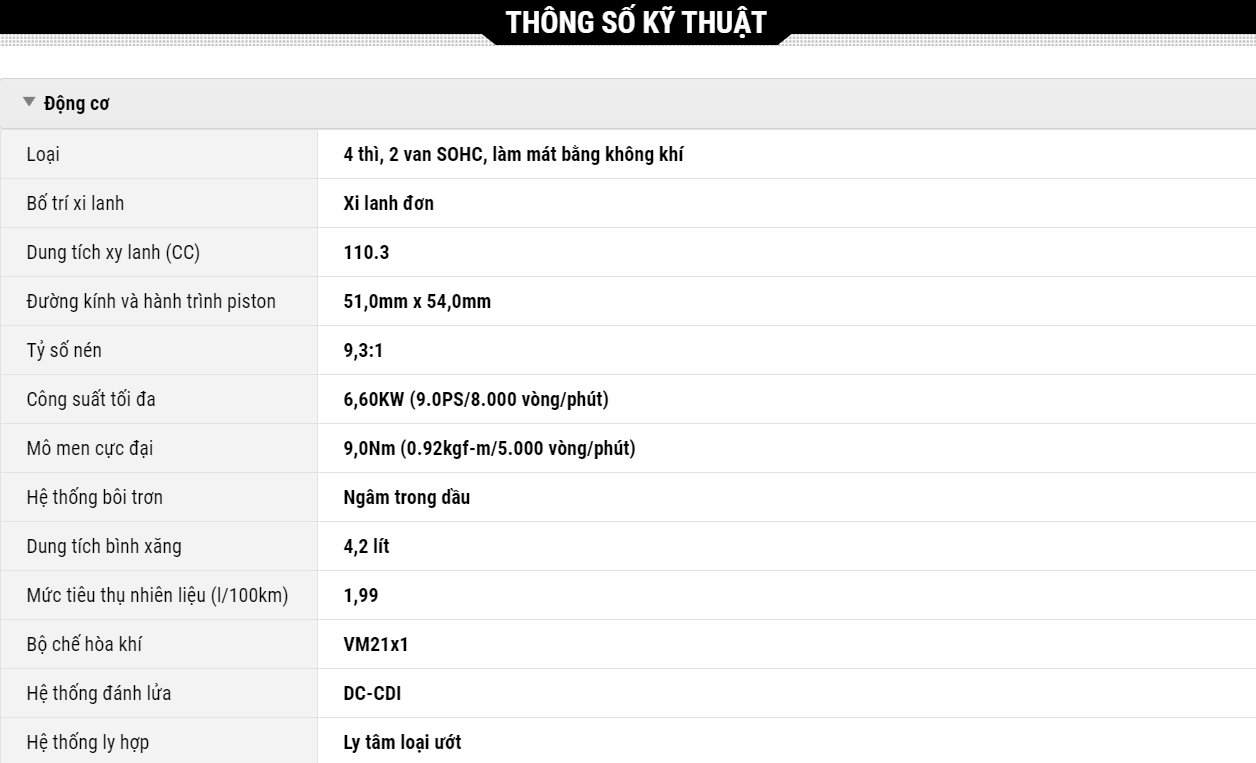 THÔNG SỐ KỸ THUẬT
Động cơ
Loại 4 thì, 2 van SOHC, làm mát bằng không khí
Bố trí xi lanh Xi lanh đơn
Dung tích xy lanh (CC) 110.3
Đường kính và hành trình piston 51,0mm x 54,0mm
Tỷ số nén 9,3:1
Công suất tối đa 6,60KW (9.0PS/8.000 vòng/phút)
Mô men cực đại 9,0Nm (0.92kgf-m/5.000 vòng/phút)
Hệ thống bôi trơn Ngâm trong dầu
Dung tích bình xăng 4,2 lít
Mức tiêu thụ nhiên liệu (l/100km) 1,99
Bộ chế hòa khí VM21x1
Hệ thống đánh lửa DC-CDI
Hệ thống ly hợp Ly tâm loại ướt